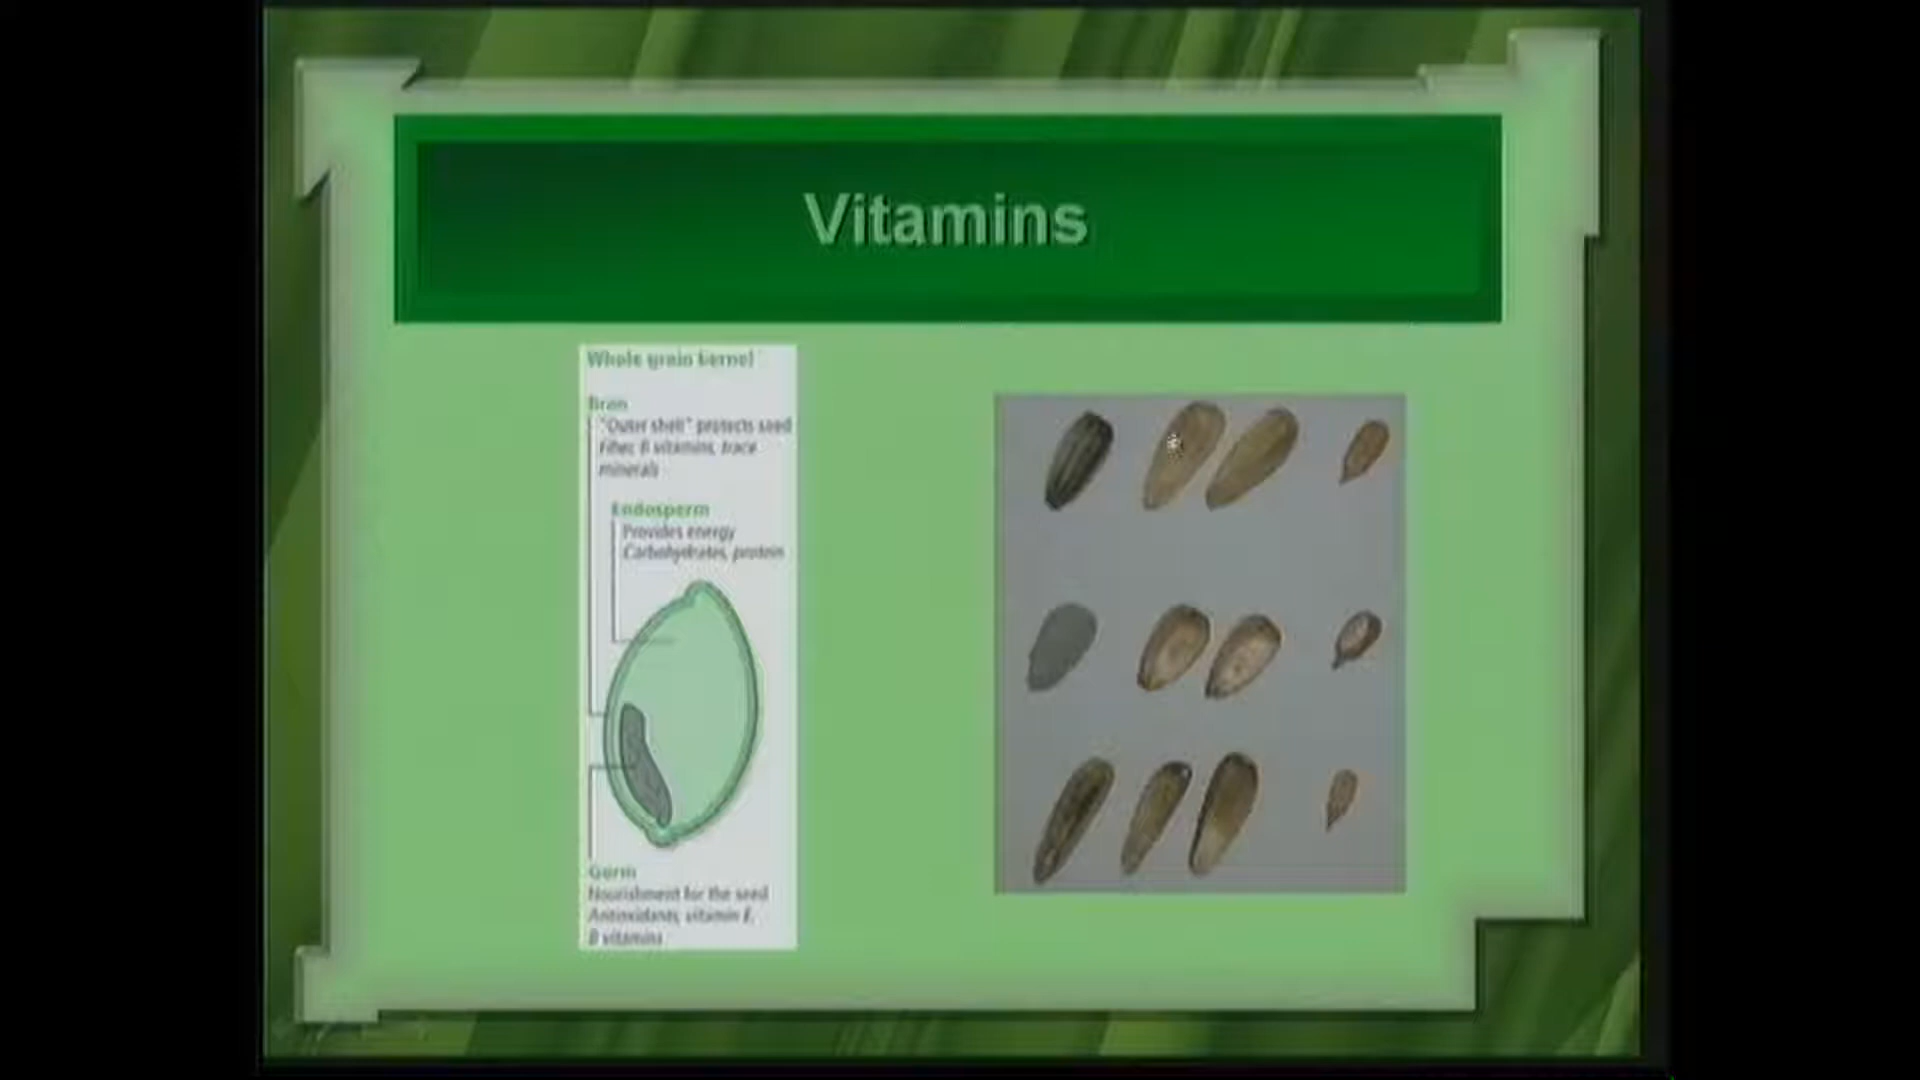 Vitamins
Whole grain kernel
Bran
"Outer shell" protects seed
Fiber, B vitamins, trace
minerals
Endosperm
Provides energy
Carbohydrates, protein
Germ
Nourishment for the seed
Antioxidants, vitamin E,
B vitamins